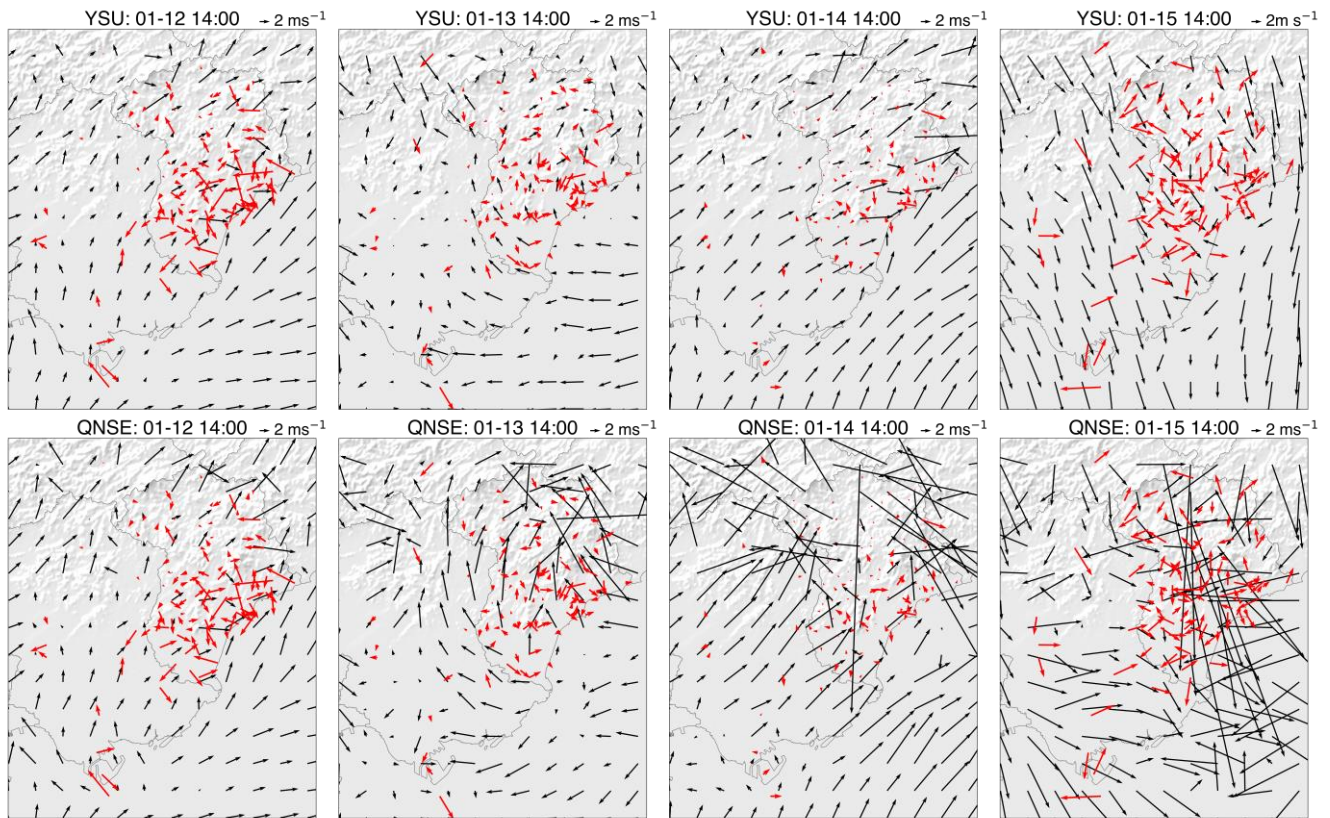 YSU: 01-12 14:00 → 2 ms⁻¹
YSU: 01-13 14:00 → 2 ms⁻¹
YSU: 01-14 14:00 → 2 ms⁻¹
YSU: 01-15 14:00 → 2m s⁻¹
QNSE: 01-12 14:00 → 2 ms⁻¹
QNSE: 01-13 14:00 → 2 ms⁻¹
QNSE: 01-14 14:00 → 2 ms⁻¹
QNSE: 01-15 14:00 → 2 ms⁻¹